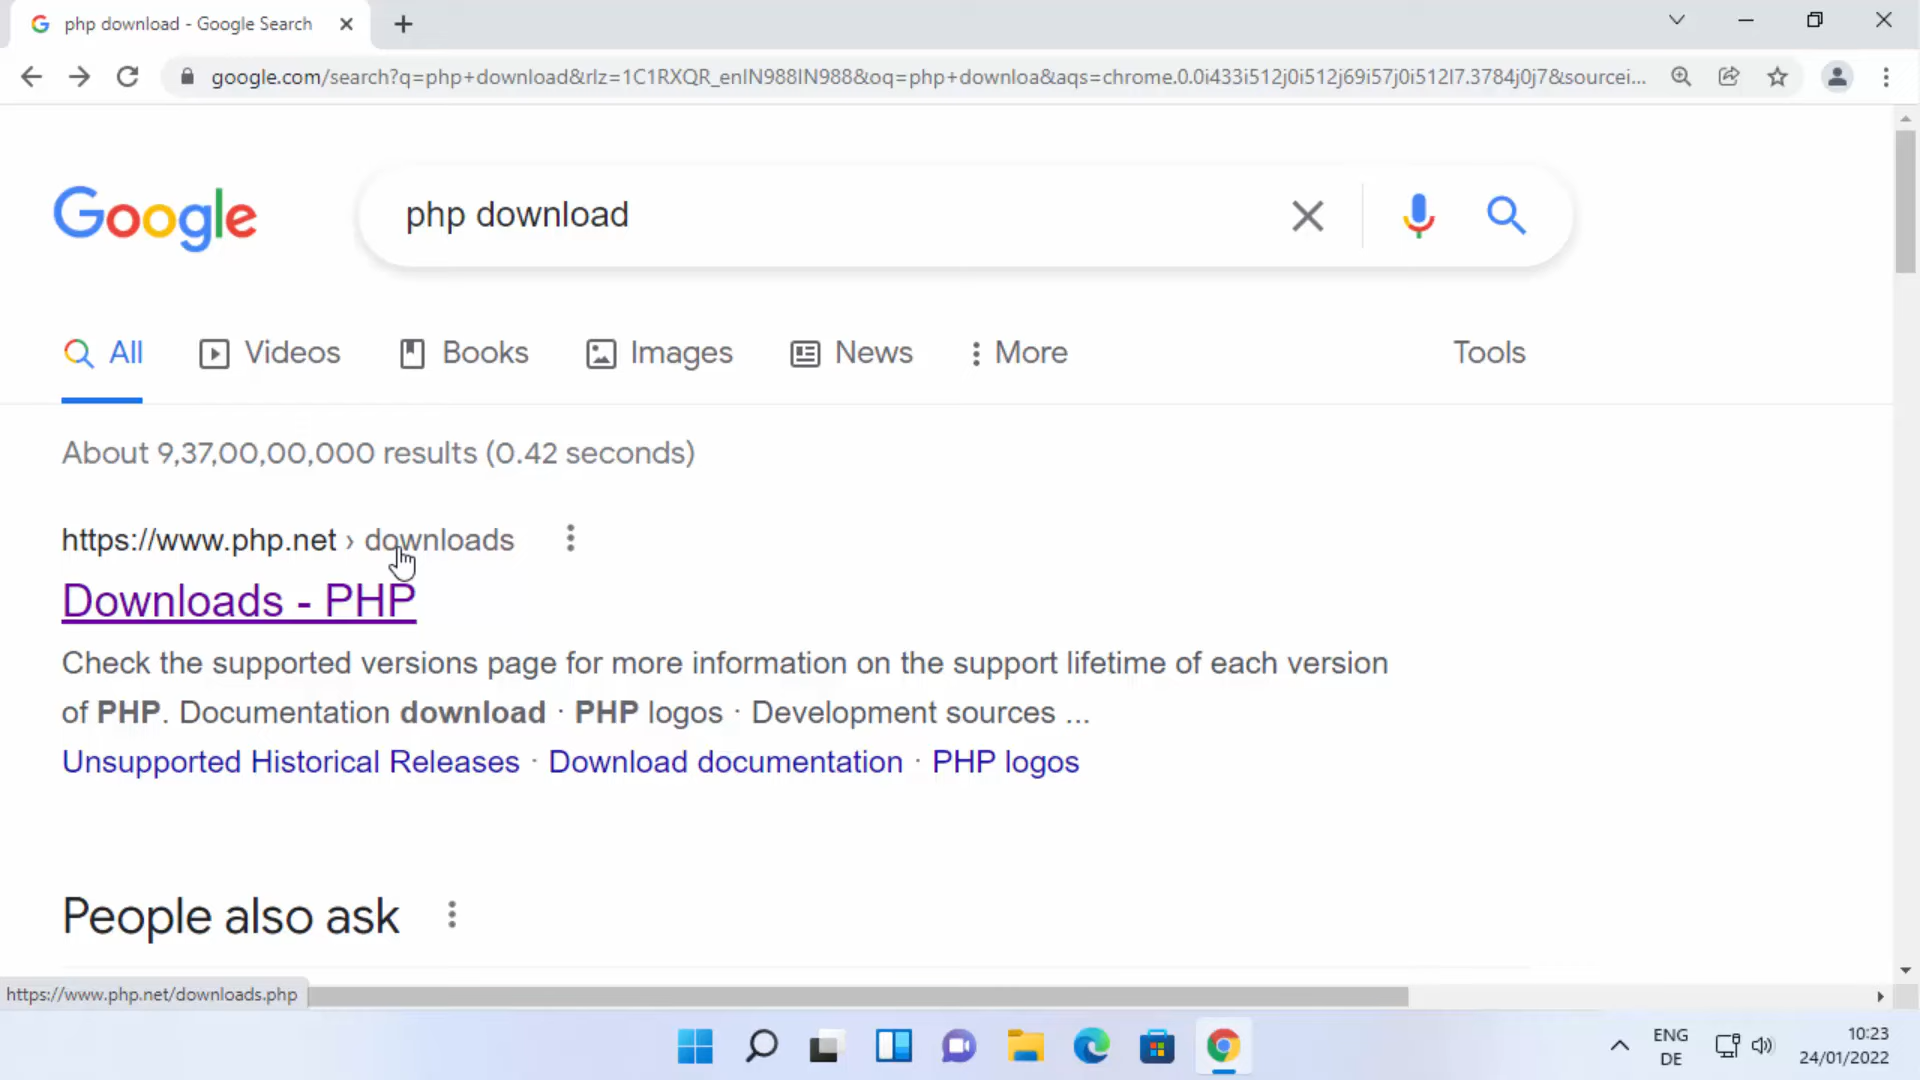 php download - Google Search
google.com/search?q=php+download&rlz=1C1RXQR_enIN988IN988&oq=php+downloa&aqs=chrome.0.0i433i512j0i512j69i57j0i512l7.3784j0j7&sourcei...
Google
php download
All
Videos
Books
Images
News
More
Tools
About 9,37,00,00,000 results (0.42 seconds)
https://www.php.net › downloads
Downloads - PHP
Check the supported versions page for more information on the support lifetime of each version
of PHP. Documentation download · PHP logos · Development sources ...
Unsupported Historical Releases · Download documentation · PHP logos
People also ask
https://www.php.net/downloads.php
ENG
DE
10:23
24/01/2022